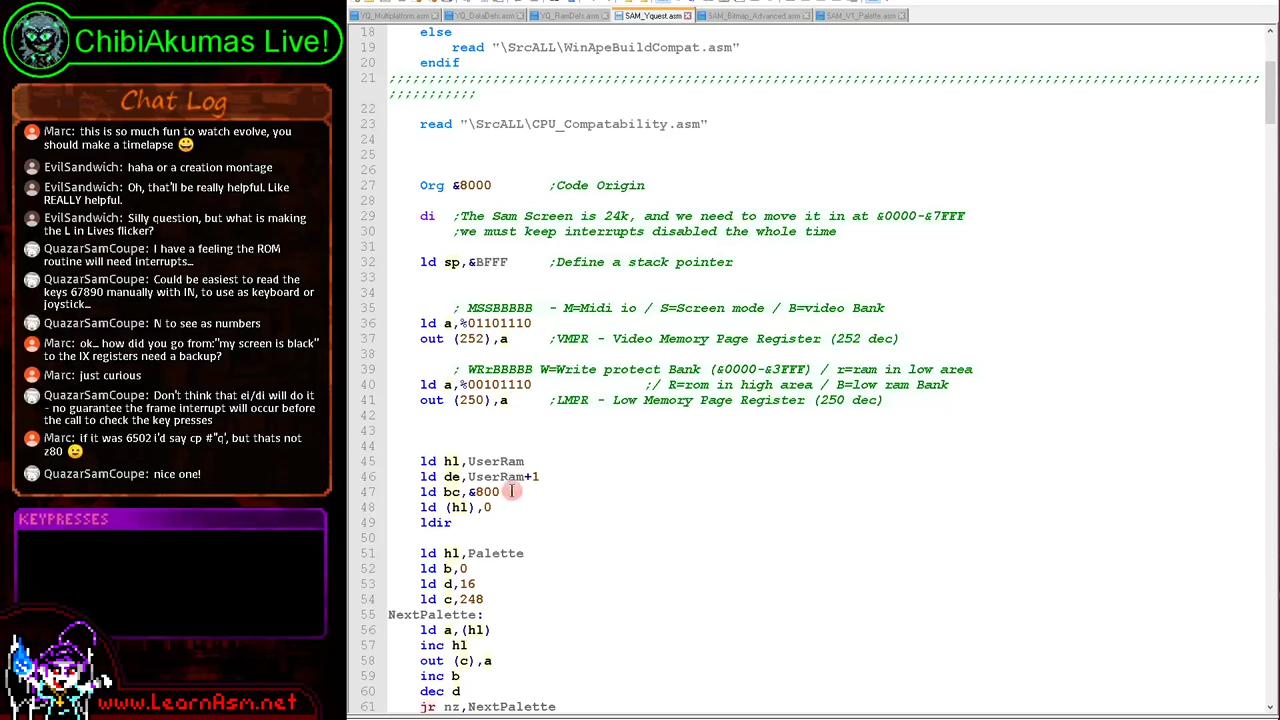 ChibiAkumas Live!
Chat Log
Marc: this is so much fun to watch evolve, you
should make a timelapse 😀
EvilSandwich: haha or a creation montage
EvilSandwich: Oh, that'll be really helpful. Like
REALLY helpful.
EvilSandwich: Silly question, but what is making
the L in Lives flicker?
QuazarSamCoupe: I have a feeling the ROM
routine will need interrupts...
QuazarSamCoupe: Could be easiest to read the
keys 67890 manually with IN, to use as keyboard or
joystick...
QuazarSamCoupe: N to see as numbers
Marc: ok... how did you go from:"my screen is black"
to the IX registers need a backup?
Marc: just curious
QuazarSamCoupe: Don't think that ei/di will do it
- no guarantee the frame interrupt will occur before
the call to check the key presses
Marc: if it was 6502 i'd say cp #"q', but thats not
z80 😉
QuazarSamCoupe: nice one!
KEYPRESSES
www.LearnAsm.net
YQ_Multiplatform.asm YQ_DataDefs.asm YQ_RamDefs.asm SAM_Yquest.asm SAM_Bitmap_Advanced.asm SAM_V1_Palette.asm
18 else
19 read "\SrcALL\WinApeBuildCompat.asm"
20 endif
21 ;;;;;;;;;;;;;;;;;;;;;;;;;;;;;;;;;;;;;;;;;;;;;;;;;;;;;;;;;;;;;;;;;;;;;;;;;;;;;;;;;;;;;;;;;;;;;;;;;;;;;;;;;;;;;
;;;;;;;;;;;
22
23 read "\SrcALL\CPU_Compatability.asm"
24
25
26
27 Org &8000 ;Code Origin
28
29 di ;The Sam Screen is 24k, and we need to move it in at &0000-&7FFF
30 ;we must keep interrupts disabled the whole time
31
32 ld sp,&BFFF ;Define a stack pointer
33
34
35 ; MSSBBBBB - M=Midi io / S=Screen mode / B=video Bank
36 ld a,%01101110
37 out (252),a ;VMPR - Video Memory Page Register (252 dec)
38
39 ; WRrBBBBB W=Write protect Bank (&0000-&3FFF) / r=ram in low area
40 ld a,%00101110 ;/ R=rom in high area / B=low ram Bank
41 out (250),a ;LMPR - Low Memory Page Register (250 dec)
42
43
44
45 ld hl,UserRam
46 ld de,UserRam+1
47 ld bc,&800
48 ld (hl),0
49 ldir
50
51 ld hl,Palette
52 ld b,0
53 ld d,16
54 ld c,248
55 NextPalette:
56 ld a,(hl)
57 inc hl
58 out (c),a
59 inc b
60 dec d
61 jr nz,NextPalette